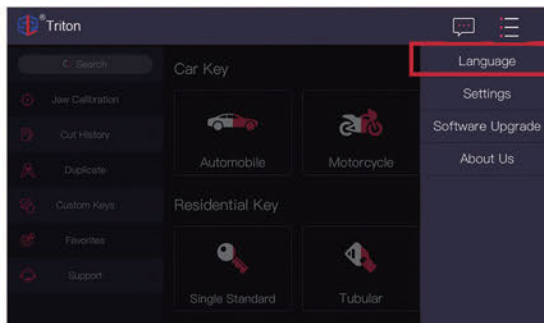 ®Triton
Search
Jaw Calibration
Cut History
Duplicate
Custom Keys
Favorites
Support
Car Key
Automobile
Motorcycle
Residential Key
Single Standard
Tubular
Language
Settings
Software Upgrade
About Us